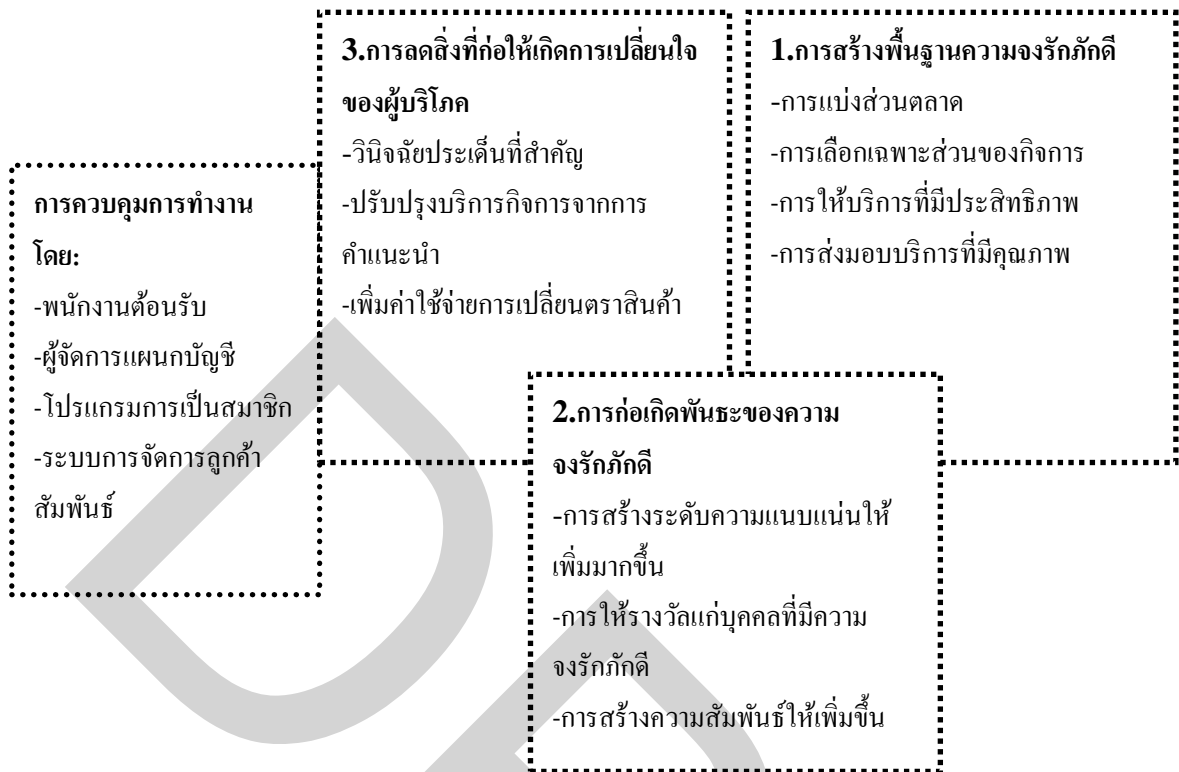 3.การลดสิ่งที่ก่อให้เกิดการเปลี่ยนใจ
ของผู้บริโภค
-วินิจฉัยประเด็นที่สำคัญ
-ปรับปรุงบริการกิจการจากการ
คำแนะนำ
-เพิ่มค่าใช้จ่ายการเปลี่ยนตราสินค้า
1.การสร้างพื้นฐานความจงรักภักดี
-การแบ่งส่วนตลาด
-การเลือกเฉพาะส่วนของกิจการ
-การให้บริการที่มีประสิทธิภาพ
-การส่งมอบบริการที่มีคุณภาพ
การควบคุมการทำงาน
โดย:
-พนักงานต้อนรับ
-ผู้จัดการแผนกบัญชี
-โปรแกรมการเป็นสมาชิก
-ระบบการจัดการลูกค้า
สัมพันธ์
2.การก่อเกิดพันธะของความ
จงรักภักดี
-การสร้างระดับความแนบแน่นให้
เพิ่มมากขึ้น
-การให้รางวัลแก่บุคคลที่มีความ
จงรักภักดี
-การสร้างความสัมพันธ์ให้เพิ่มขึ้น